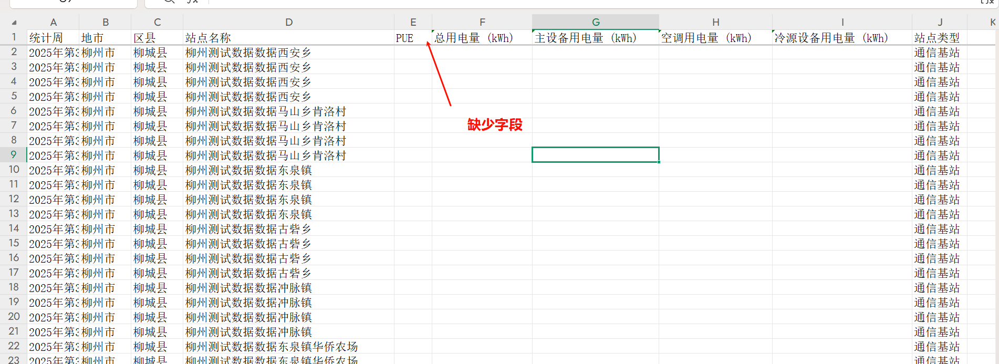 A B C D E F G H I J K
1 统计周 地市 区县 站点名称 PUE 总用电量 (kWh) 主设备用电量 (kWh) 空调用电量 (kWh) 冷源设备用电量 (kWh) 站点类型
2 2025年第3 柳州市 柳城县 柳州测试数据数据西安乡 通信基站
3 2025年第3 柳州市 柳城县 柳州测试数据数据西安乡 通信基站
4 2025年第3 柳州市 柳城县 柳州测试数据数据西安乡 通信基站
5 2025年第3 柳州市 柳城县 柳州测试数据数据西安乡 通信基站
6 2025年第3 柳州市 柳城县 柳州测试数据数据马山乡肯洛村 通信基站
7 2025年第3 柳州市 柳城县 柳州测试数据数据马山乡肯洛村 通信基站
缺少字段
8 2025年第3 柳州市 柳城县 柳州测试数据数据马山乡肯洛村 通信基站
9 2025年第3 柳州市 柳城县 柳州测试数据数据马山乡肯洛村 通信基站
10 2025年第3 柳州市 柳城县 柳州测试数据数据东泉镇 通信基站
11 2025年第3 柳州市 柳城县 柳州测试数据数据东泉镇 通信基站
12 2025年第3 柳州市 柳城县 柳州测试数据数据东泉镇 通信基站
13 2025年第3 柳州市 柳城县 柳州测试数据数据东泉镇 通信基站
14 2025年第3 柳州市 柳城县 柳州测试数据数据古砦乡 通信基站
15 2025年第3 柳州市 柳城县 柳州测试数据数据古砦乡 通信基站
16 2025年第3 柳州市 柳城县 柳州测试数据数据古砦乡 通信基站
17 2025年第3 柳州市 柳城县 柳州测试数据数据古砦乡 通信基站
18 2025年第3 柳州市 柳城县 柳州测试数据数据冲脉镇 通信基站
19 2025年第3 柳州市 柳城县 柳州测试数据数据冲脉镇 通信基站
20 2025年第3 柳州市 柳城县 柳州测试数据数据冲脉镇 通信基站
21 2025年第3 柳州市 柳城县 柳州测试数据数据冲脉镇 通信基站
22 2025年第3 柳州市 柳城县 柳州测试数据数据东泉镇华侨农场 通信基站
23 2025年第3 柳州市 柳城县 柳州测试数据数据东泉镇华侨农场 通信基站